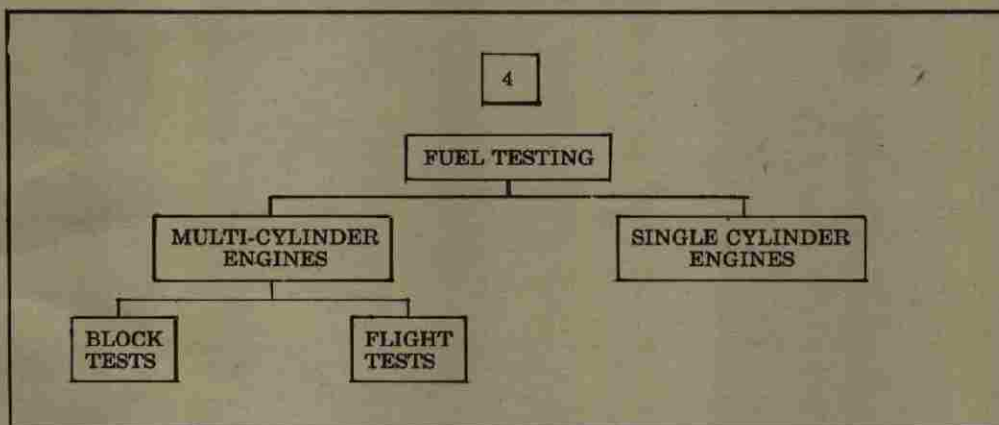 4
FUEL TESTING
MULTI-CYLINDER
ENGINES
SINGLE CYLINDER
ENGINES
BLOCK
TESTS
FLIGHT
TESTS